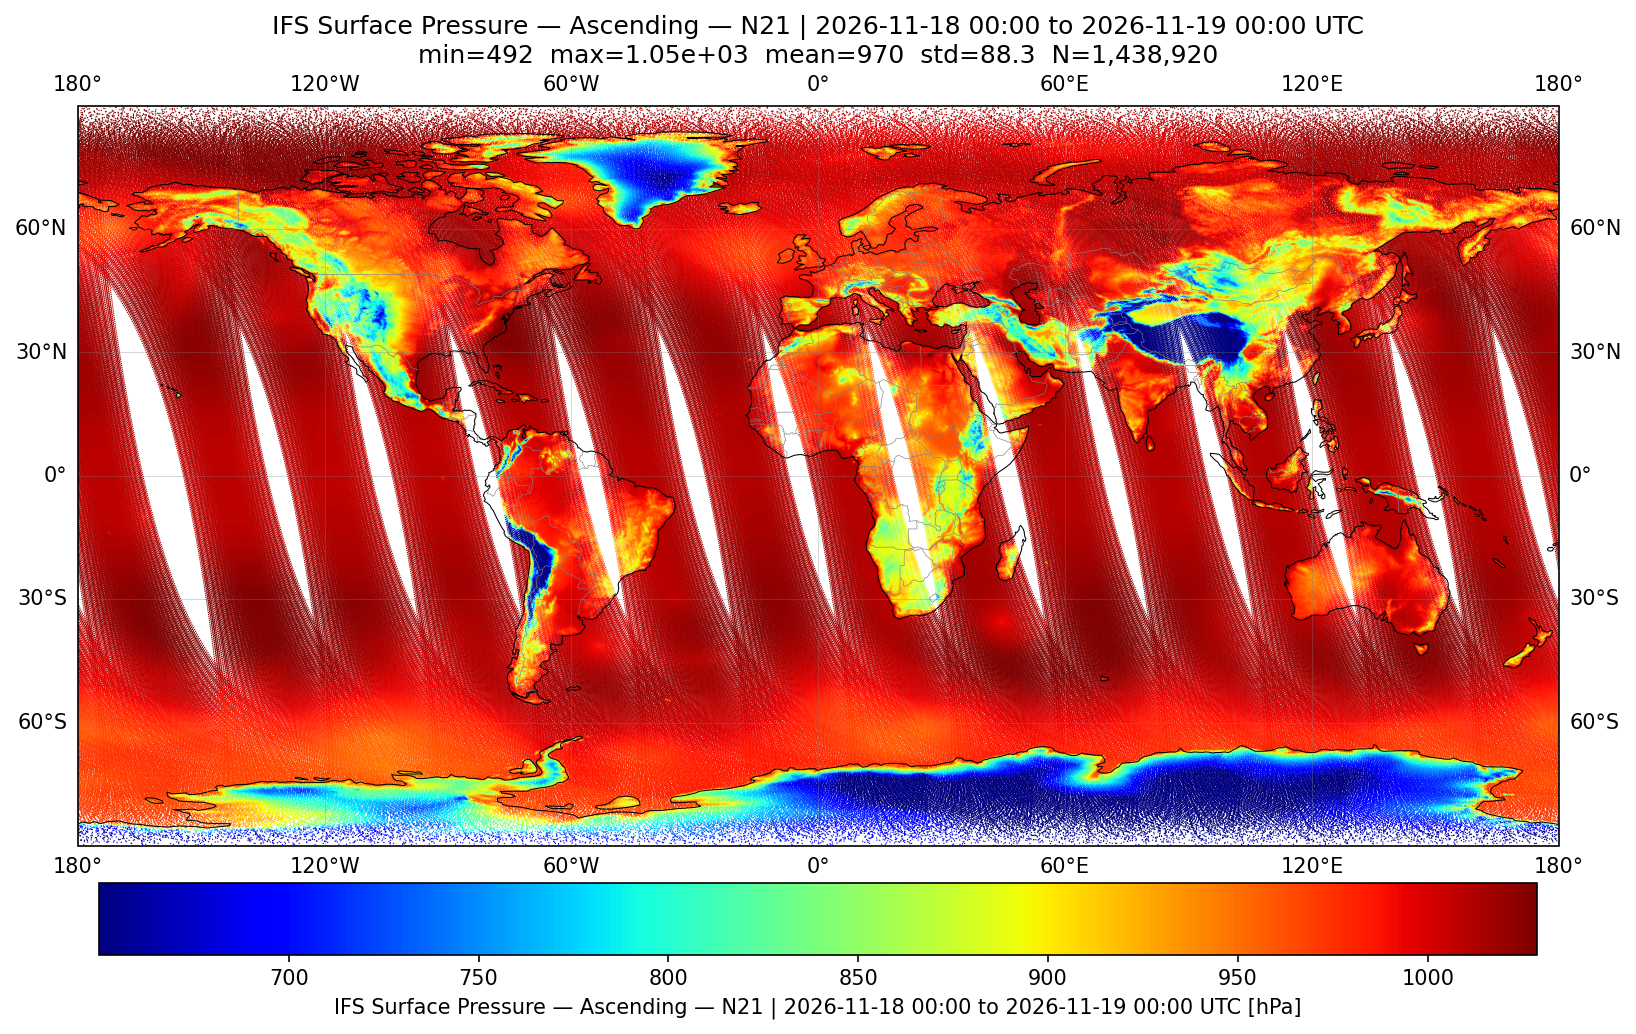 IFS Surface Pressure — Ascending — N21 | 2026-11-18 00:00 to 2026-11-19 00:00 UTC
min=492  max=1.05e+03  mean=970  std=88.3  N=1,438,920
180° 120°W 60°W 0° 60°E 120°E 180°
60°N 60°N
30°N 30°N
0° 0°
30°S 30°S
60°S 60°S
180° 120°W 60°W 0° 60°E 120°E 180°
700 750 800 850 900 950 1000
IFS Surface Pressure — Ascending — N21 | 2026-11-18 00:00 to 2026-11-19 00:00 UTC [hPa]